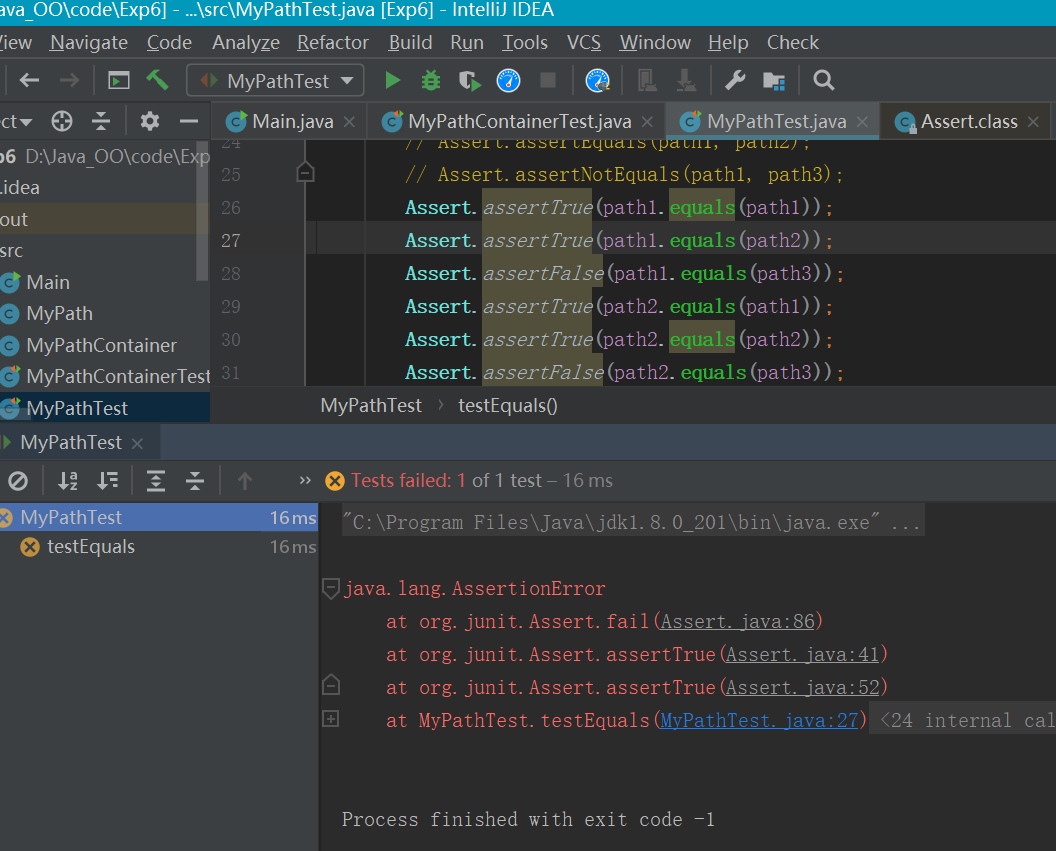 ava_OO\code\Exp6] - ...\src\MyPathTest.java [Exp6] - IntelliJ IDEA
View Navigate Code Analyze Refactor Build Run Tools VCS Window Help Check
MyPathTest
ct
Main.java
MyPathContainerTest.java
MyPathTest.java
Assert.class
p6 D:\Java_OO\code\Exp
.idea
out
src
Main
MyPath
MyPathContainer
MyPathContainerTest
MyPathTest
24 // Assert.assertEquals(path1, path2);
25 // Assert.assertNotEquals(path1, path3);
26 Assert.assertTrue(path1.equals(path1));
27 Assert.assertTrue(path1.equals(path2));
28 Assert.assertFalse(path1.equals(path3));
29 Assert.assertTrue(path2.equals(path1));
30 Assert.assertTrue(path2.equals(path2));
31 Assert.assertFalse(path2.equals(path3));
MyPathTest › testEquals()
MyPathTest
» Tests failed: 1 of 1 test – 16 ms
MyPathTest 16 ms
testEquals 16 ms
"C:\Program Files\Java\jdk1.8.0_201\bin\java.exe" ...
java.lang.AssertionError
at org.junit.Assert.fail(Assert.java:86)
at org.junit.Assert.assertTrue(Assert.java:41)
at org.junit.Assert.assertTrue(Assert.java:52)
at MyPathTest.testEquals(MyPathTest.java:27) <24 internal cal
Process finished with exit code -1